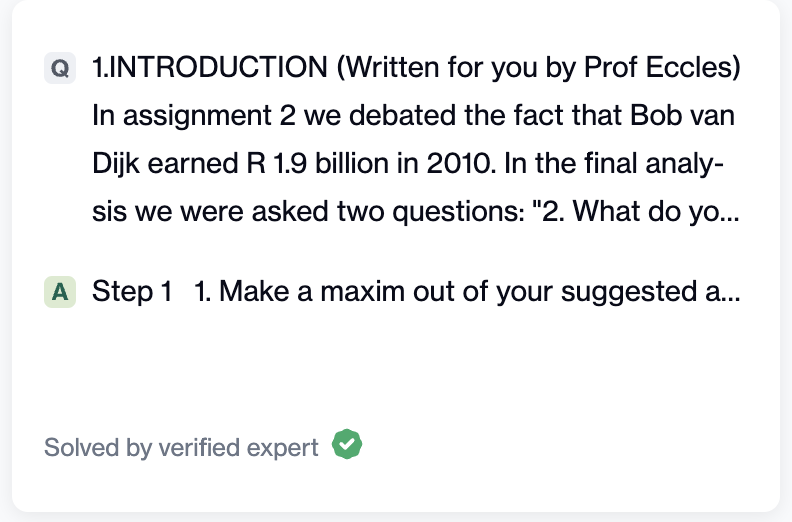 Q 1.INTRODUCTION (Written for you by Prof Eccles)
In assignment 2 we debated the fact that Bob van
Dijk earned R 1.9 billion in 2010. In the final analy-
sis we were asked two questions: "2. What do yo...
A Step 1 1. Make a maxim out of your suggested a...
Solved by verified expert